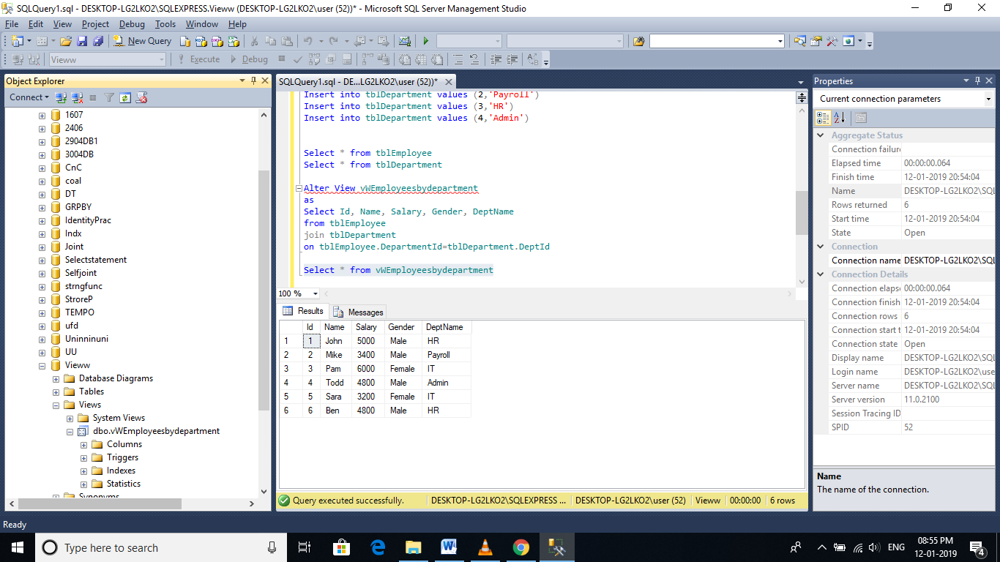 SQLQuery1.sql - DESKTOP-LG2LKO2\SQLEXPRESS.Vieww (DESKTOP-LG2LKO2\user (52))* - Microsoft SQL Server Management Studio
File Edit View Project Debug Tools Window Help
New Query
Vieww Execute Debug
Object Explorer
Connect
1607
2406
2904DB1
3004DB
CnC
coal
DT
GRPBY
IdentityPrac
Indx
Joint
Selectstatement
Selfjoint
strngfunc
StroreP
TEMPO
ufd
Uninninuni
UU
Vieww
Database Diagrams
Tables
Views
System Views
dbo.vWEmployeesbydepartment
Columns
Triggers
Indexes
Statistics
Synonyms
SQLQuery1.sql - DE...LG2LKO2\user (52))*
Insert into tblDepartment values (2,'Payroll')
Insert into tblDepartment values (3,'HR')
Insert into tblDepartment values (4,'Admin')
Select * from tblEmployee
Select * from tblDepartment
Alter View vWEmployeesbydepartment
as
Select Id, Name, Salary, Gender, DeptName
from tblEmployee
join tblDepartment
on tblEmployee.DepartmentId=tblDepartment.DeptId
Select * from vWEmployeesbydepartment
100 %
Results Messages
Id Name Salary Gender DeptName
1 1 John 5000 Male HR
2 2 Mike 3400 Male Payroll
3 3 Pam 6000 Female IT
4 4 Todd 4800 Male Admin
5 5 Sara 3200 Female IT
6 6 Ben 4800 Male HR
Query executed successfully. DESKTOP-LG2LKO2\SQLEXPRESS ... DESKTOP-LG2LKO2\user (52) Vieww 00:00:00 6 rows
Properties
Current connection parameters
Aggregate Status
Connection failure
Elapsed time 00:00:00.064
Finish time 12-01-2019 20:54:04
Name DESKTOP-LG2LKO2\SQL
Rows returned 6
Start time 12-01-2019 20:54:04
State Open
Connection
Connection name DESKTOP-LG2LKO2\SQL
Connection Details
Connection elaps 00:00:00.064
Connection finish 12-01-2019 20:54:04
Connection rows 6
Connection start t 12-01-2019 20:54:04
Connection state Open
Display name DESKTOP-LG2LKO2\SQL
Login name DESKTOP-LG2LKO2\use
Server name DESKTOP-LG2LKO2\SQL
Server version 11.0.2100
Session Tracing ID
SPID 52
Name
The name of the connection.
Ready
Type here to search
ENG
08:55 PM
12-01-2019
4